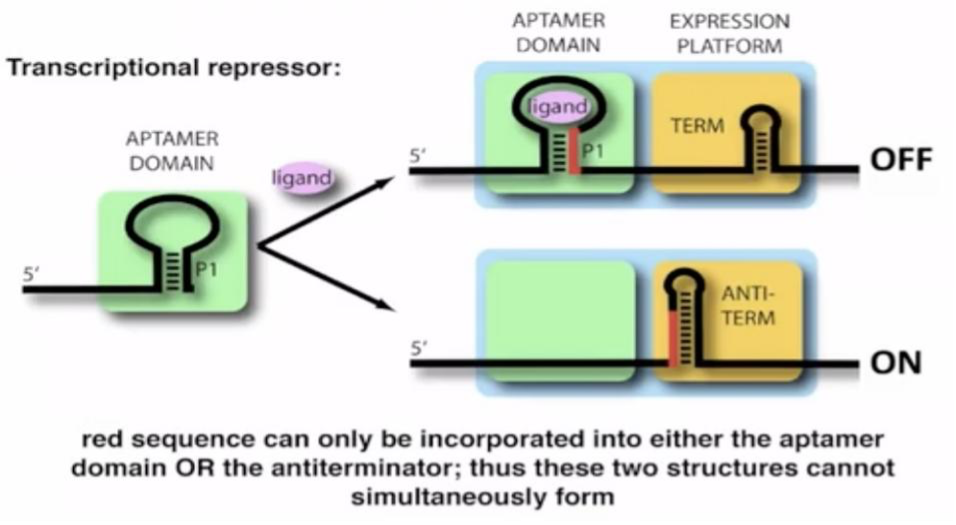 Transcriptional repressor:
APTAMER
DOMAIN
5'
P1
ligand
APTAMER
DOMAIN
EXPRESSION
PLATFORM
5'
ligand
P1
TERM
OFF
5'
ANTI-
TERM
ON
red sequence can only be incorporated into either the aptamer
domain OR the antiterminator; thus these two structures cannot
simultaneously form